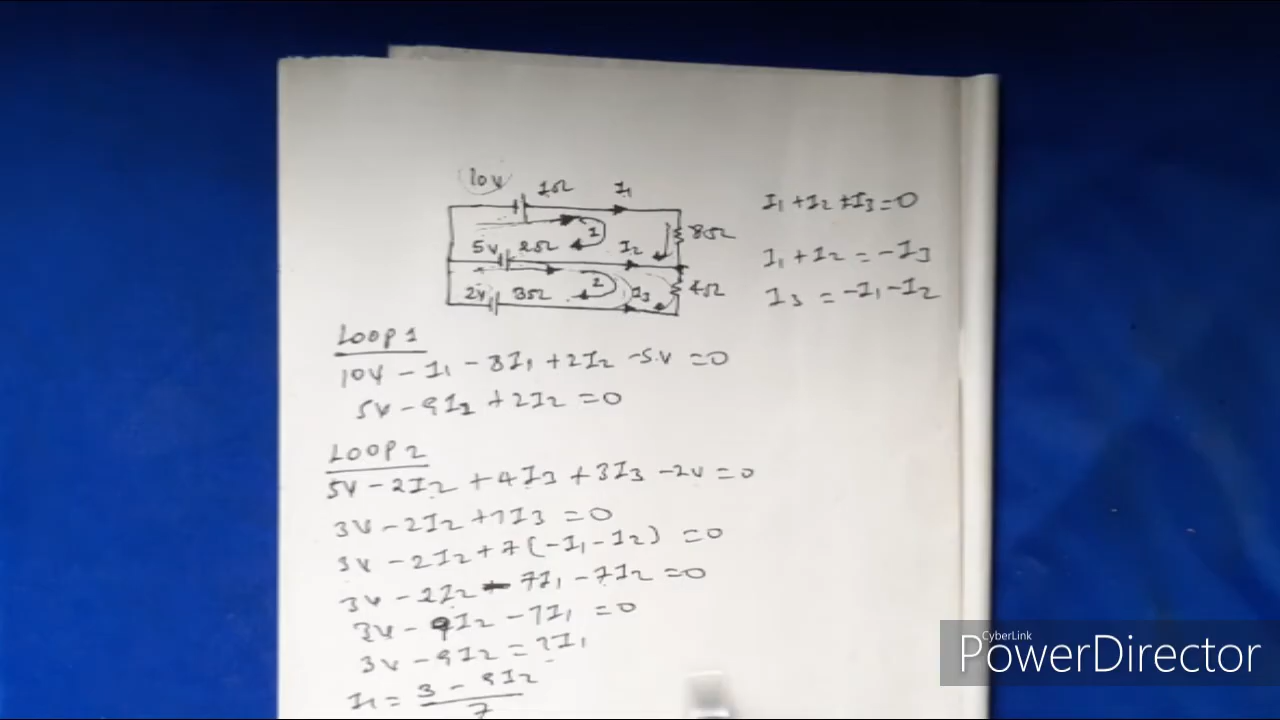 10V 1Ω I₁
I₁ + I₂ + I₃ = 0
1 8Ω
5V 2Ω I₂
I₁ + I₂ = -I₃
2V 3Ω 2 I₃ 4Ω
I₃ = -I₁ - I₂
Loop 1
10V - I₁ - 8I₁ + 2I₂ - 5V = 0
5V - 9I₂ + 2I₂ = 0
LOOP 2
5V - 2I₂ + 4I₃ + 3I₃ - 2V = 0
3V - 2I₂ + 7I₃ = 0
3V - 2I₂ + 7(-I₁ - I₂) = 0
3V - 2I₂ - 7I₁ - 7I₂ = 0
3V - 9I₂ - 7I₁ = 0
3V - 9I₂ = 7I₁
I₁ = 3 - 9I₂
7
CyberLink
PowerDirector